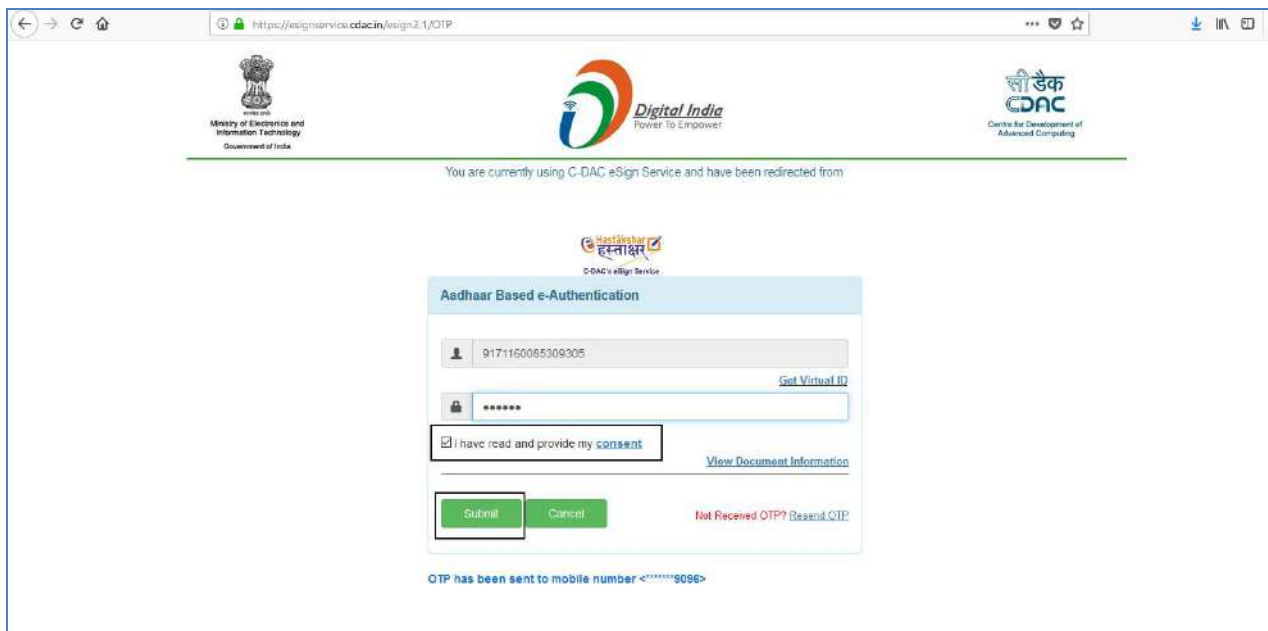 https://esignservice.cdac.in/esign2.1/OTP
सत्यमेव जयते
Ministry of Electronics and
Information Technology
Government of India
Digital India
Power To Empower
सी डैक
CDAC
Centre for Development of
Advanced Computing
You are currently using C-DAC eSign Service and have been redirected from
e Hastākshar
हस्ताक्षर
C-DAC's eSign Service
Aadhaar Based e-Authentication
9171160085309305
Get Virtual ID
••••••
I have read and provide my consent
View Document Information
Submit Cancel Not Received OTP? Resend OTP
OTP has been sent to mobile number <*******9096>